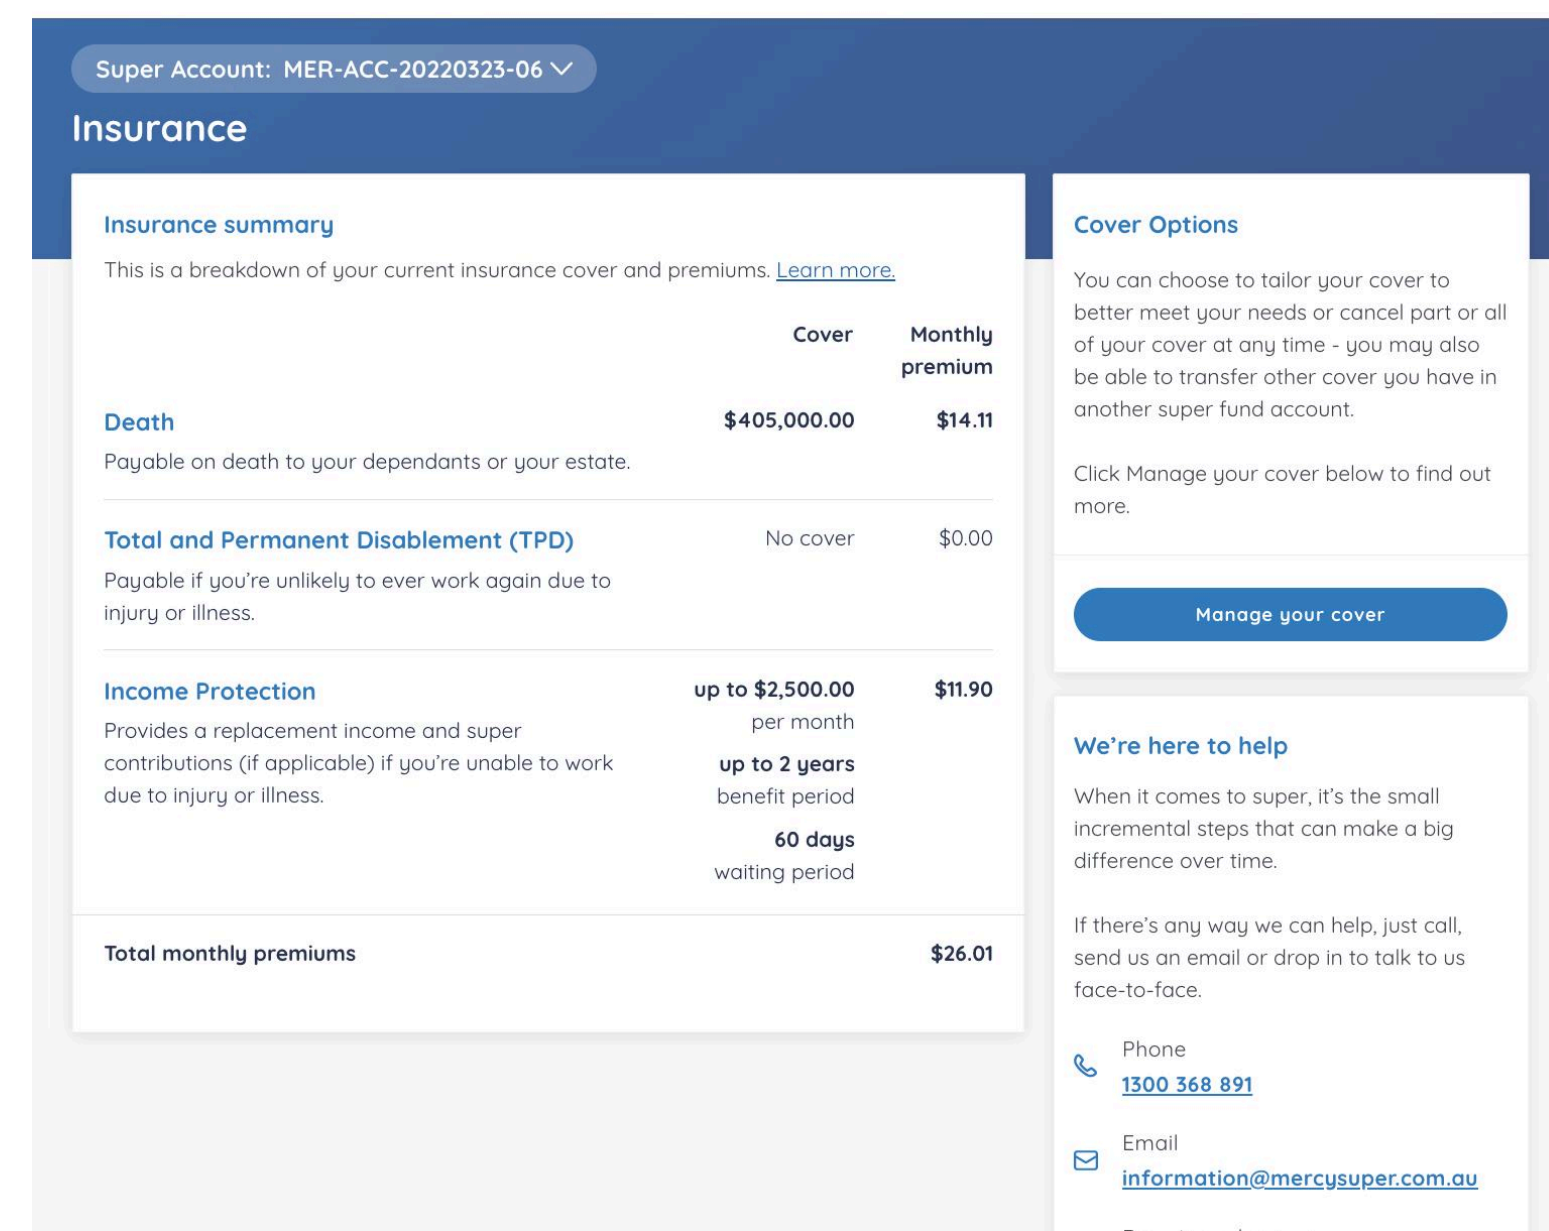 Super Account: MER-ACC-20220323-06
Insurance
Insurance summary
This is a breakdown of your current insurance cover and premiums. Learn more.
Cover
Monthly
premium
Death
$405,000.00
$14.11
Payable on death to your dependants or your estate.
Total and Permanent Disablement (TPD)
No cover
$0.00
Payable if you're unlikely to ever work again due to
injury or illness.
Income Protection
up to $2,500.00
$11.90
per month
Provides a replacement income and super
contributions (if applicable) if you're unable to work
due to injury or illness.
up to 2 years
benefit period
60 days
waiting period
Total monthly premiums
$26.01
Cover Options
You can choose to tailor your cover to
better meet your needs or cancel part or all
of your cover at any time - you may also
be able to transfer other cover you have in
another super fund account.
Click Manage your cover below to find out
more.
Manage your cover
We're here to help
When it comes to super, it's the small
incremental steps that can make a big
difference over time.
If there's any way we can help, just call,
send us an email or drop in to talk to us
face-to-face.
Phone
1300 368 891
Email
information@mercysuper.com.au